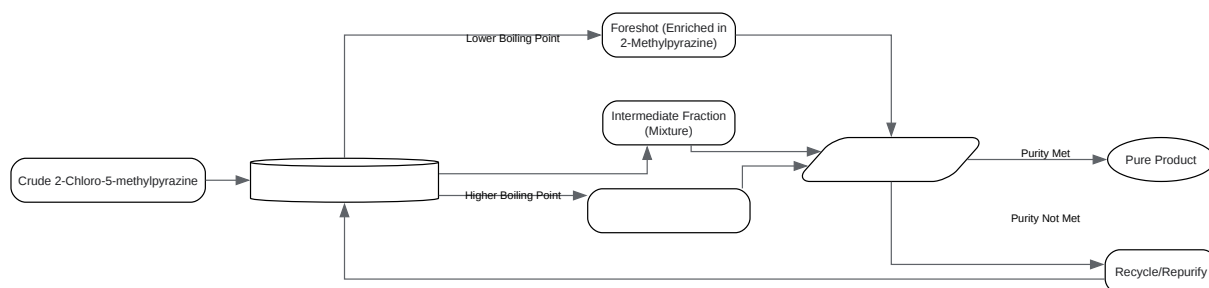 Foreshot (Enriched in
2-Methylpyrazine)
Lower Boiling Point
Intermediate Fraction
(Mixture)
Crude 2-Chloro-5-methylpyrazine
Higher Boiling Point
Purity Met
Pure Product
Purity Not Met
Recycle/Repurify